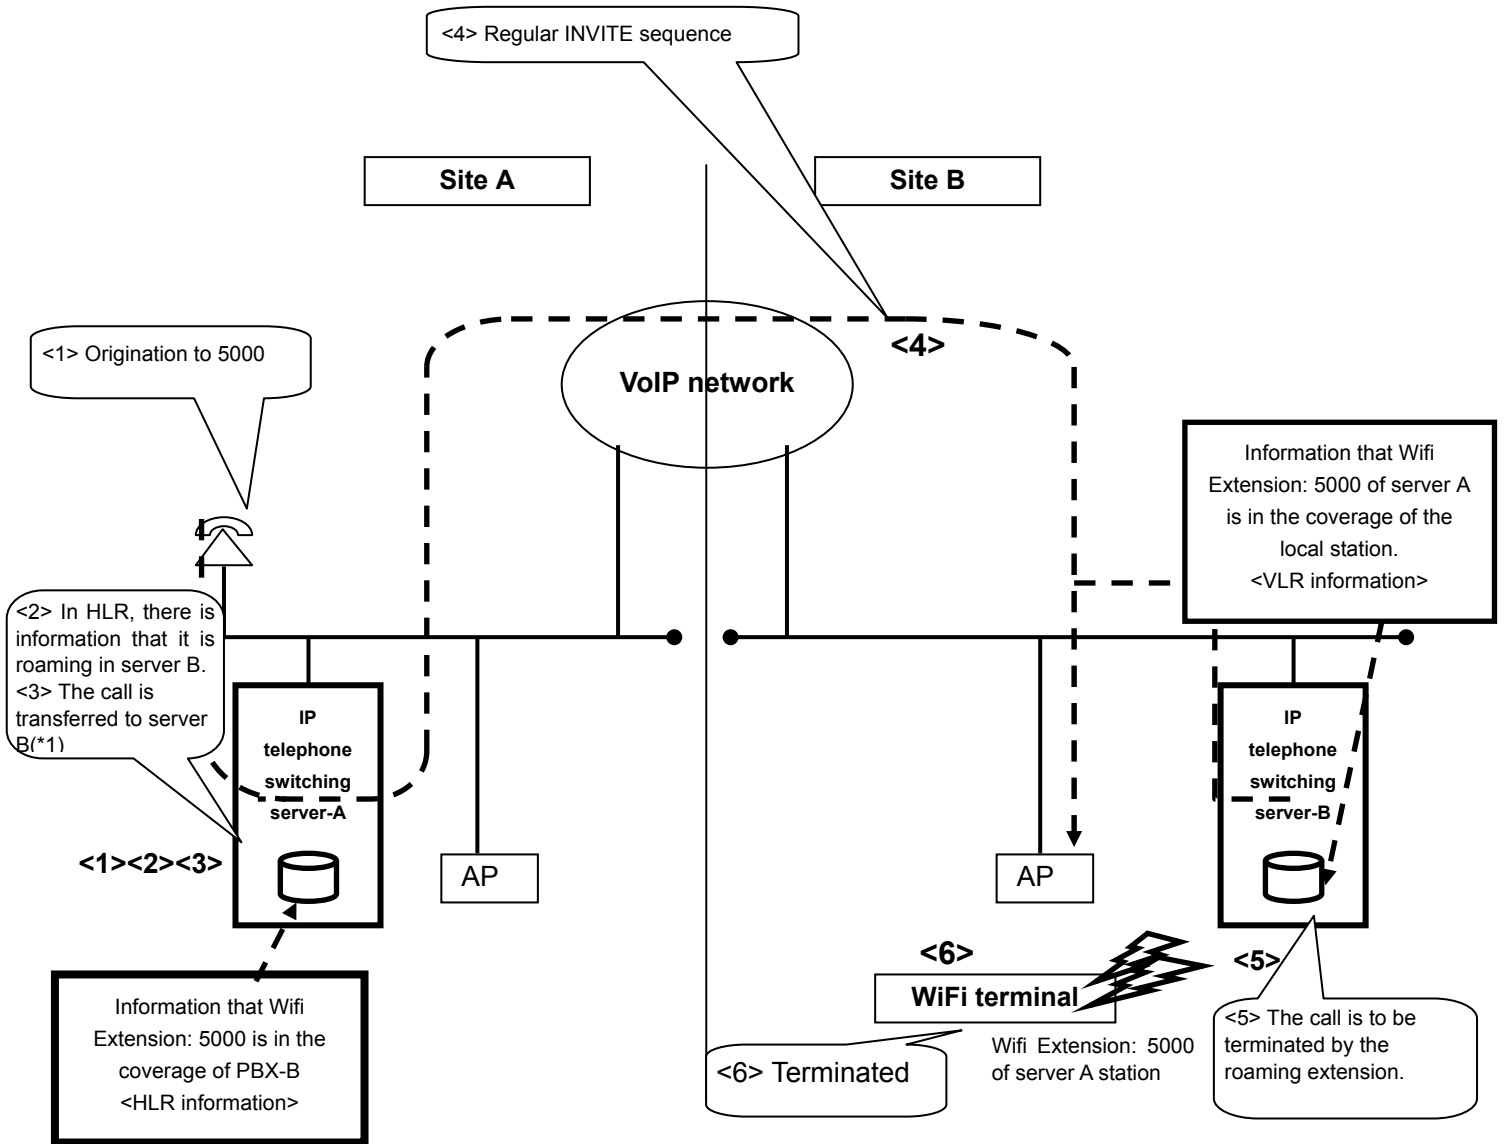 <4> Regular INVITE sequence
Site A
Site B
<1> Origination to 5000
<4>
VoIP network
Information that Wifi
Extension: 5000 of server A
is in the coverage of the
local station.
<VLR information>
<2> In HLR, there is
information that it is
roaming in server B.
<3> The call is
transferred to server
B(*1)
IP
telephone
switching
server-A
IP
telephone
switching
server-B
<1><2><3>
AP
AP
<6>
<5>
WiFi terminal
Information that Wifi
Extension: 5000 is in the
coverage of PBX-B
<HLR information>
<6> Terminated
Wifi Extension: 5000
of server A station
<5> The call is to be
terminated by the
roaming extension.